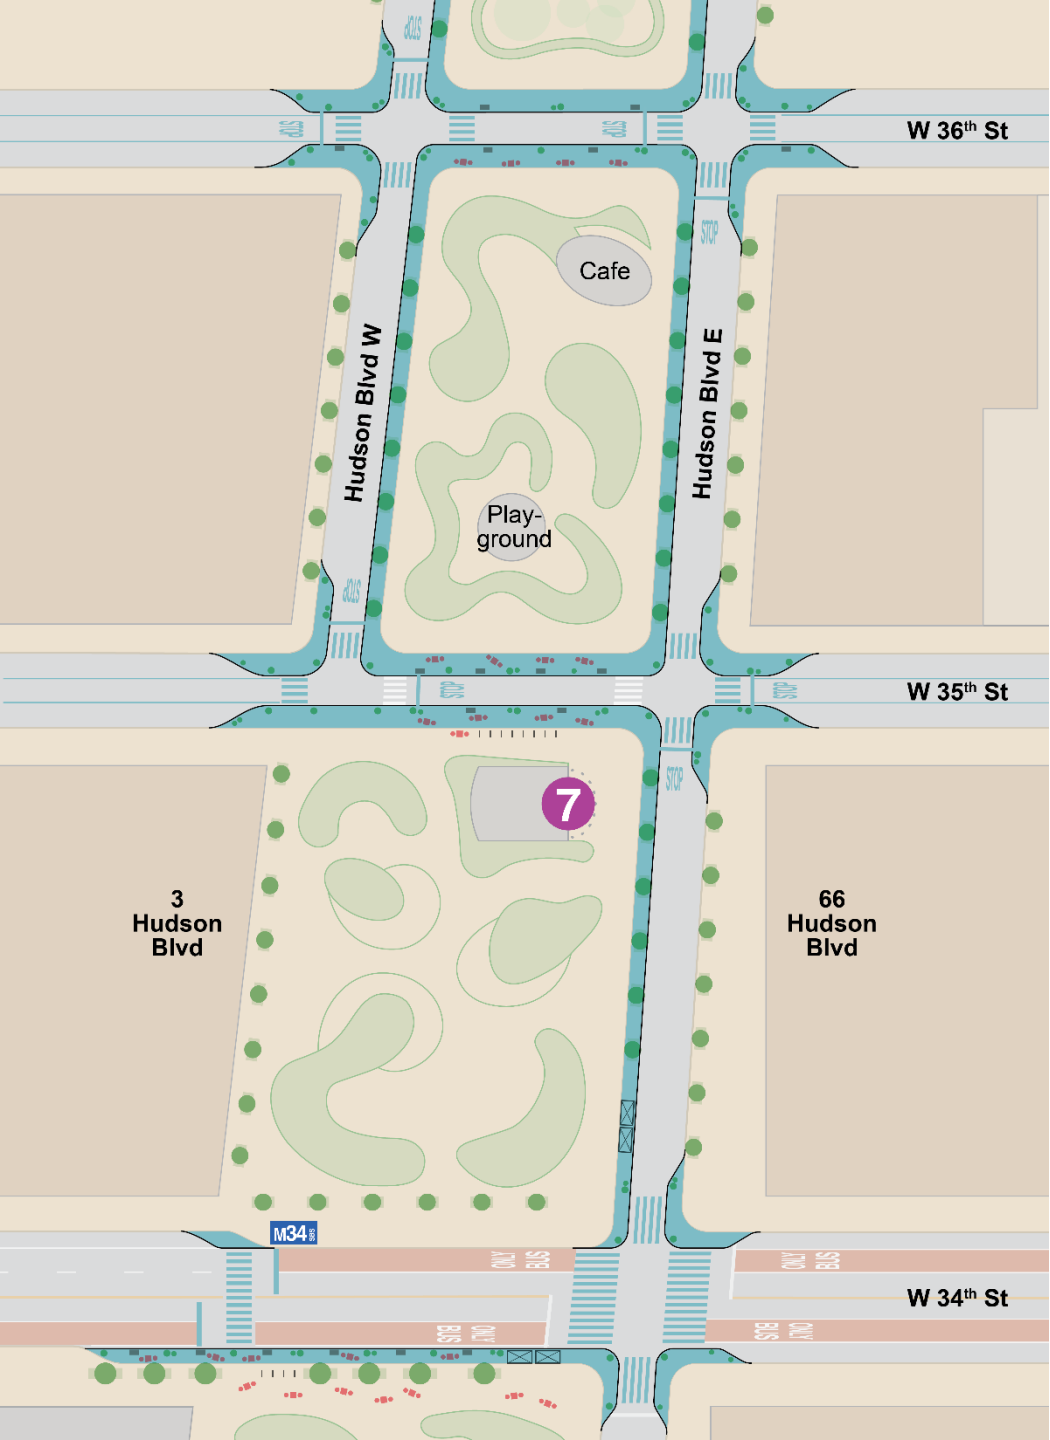 STOP
STOP
STOP
W 36th St
STOP
Cafe
Hudson Blvd W
Hudson Blvd E
Play-
ground
STOP
STOP
STOP
W 35th St
STOP
7
3
Hudson
Blvd
66
Hudson
Blvd
M34 SBS
ONLY
BUS
ONLY
BUS
W 34th St
BUS
ONLY
BUS
ONLY